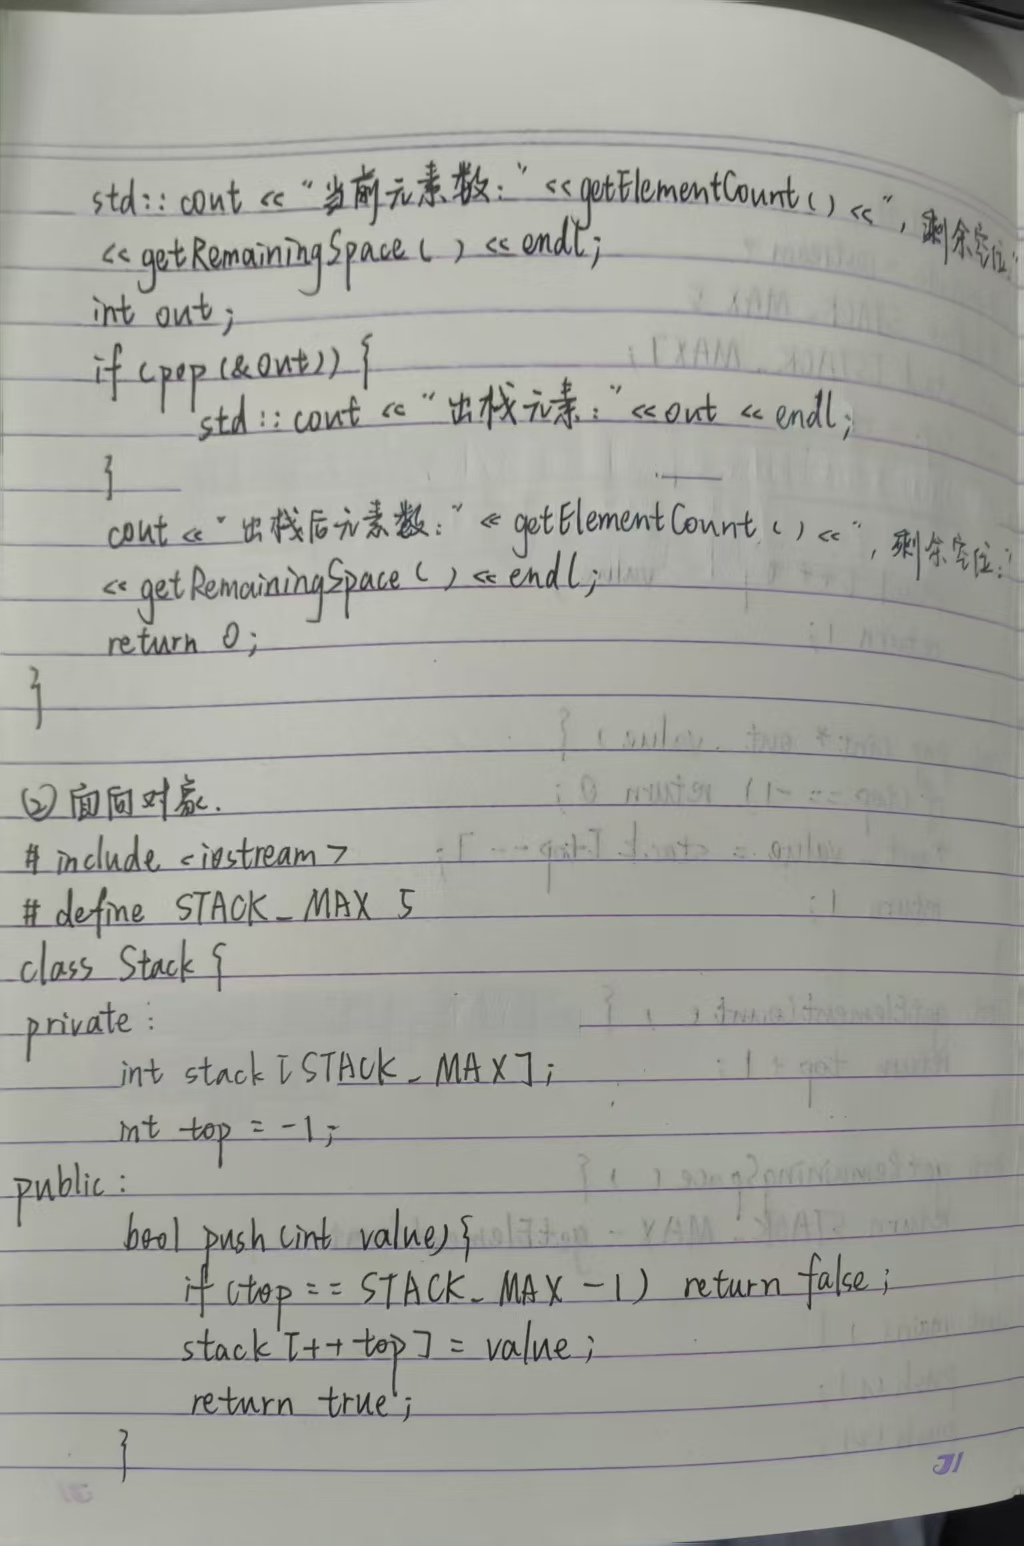 std::cout << "当前元素数:" << getElementCount() << ", 剩余空位:"
<< getRemainingSpace() << endl;
int out;
if (pop(&out)) {
std::cout << "出栈元素:" << out << endl;
}
cout << "出栈后元素数:" << getElementCount() << ", 剩余空位:"
<< getRemainingSpace() << endl;
return 0;
}
(2) 面向对象.
# include <iostream>
# define STACK_MAX 5
class Stack {
private:
int stack[STACK_MAX];
int top = -1;
public:
bool push(int value){
if (top == STACK_MAX - 1) return false;
stack[++top] = value;
return true;
}